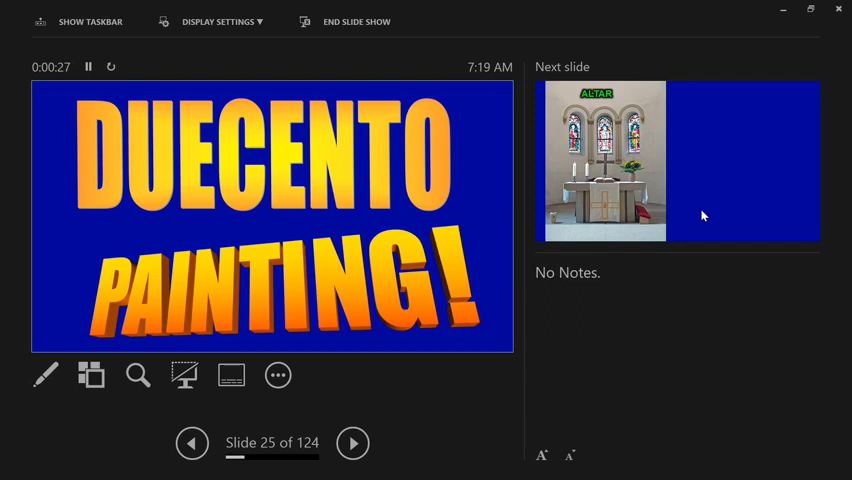 SHOW TASKBAR
DISPLAY SETTINGS ▼
END SLIDE SHOW
0:00:27
7:19 AM
DUECENTO
PAINTING!
Next slide
ALTAR
No Notes.
Slide 25 of 124
A
A